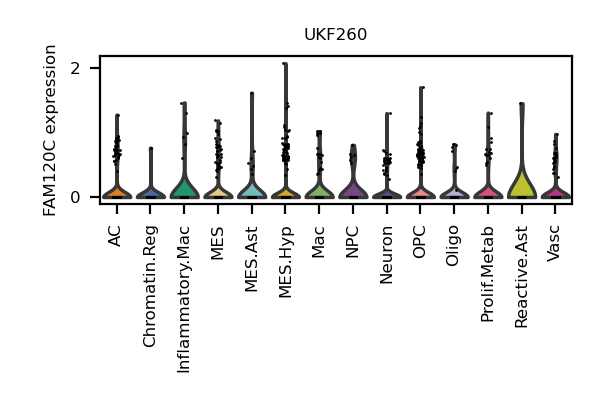 UKF260
FAM120C expression
2
0
AC
Chromatin.Reg
Inflammatory.Mac
MES
MES.Ast
MES.Hyp
Mac
NPC
Neuron
OPC
Oligo
Prolif.Metab
Reactive.Ast
Vasc